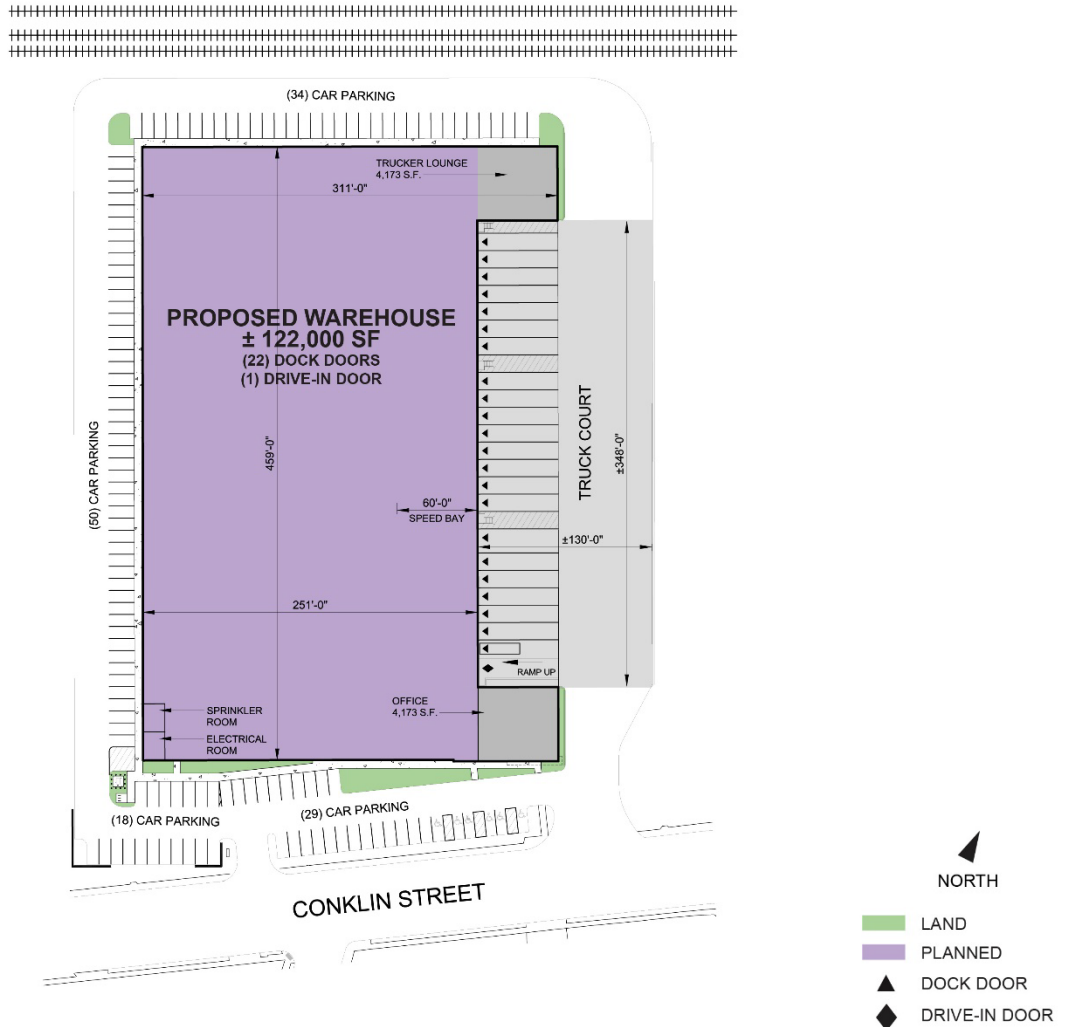 (34) CAR PARKING
TRUCKER LOUNGE
4,173 S.F.
311'-0"
PROPOSED WAREHOUSE
± 122,000 SF
(22) DOCK DOORS
(1) DRIVE-IN DOOR
(50) CAR PARKING
459'-0"
TRUCK COURT
±348'-0"
60'-0"
SPEED BAY
±130'-0"
251'-0"
RAMP UP
OFFICE
4,173 S.F.
SPRINKLER
ROOM
ELECTRICAL
ROOM
(18) CAR PARKING
(29) CAR PARKING
CONKLIN STREET
NORTH
LAND
PLANNED
DOCK DOOR
DRIVE-IN DOOR